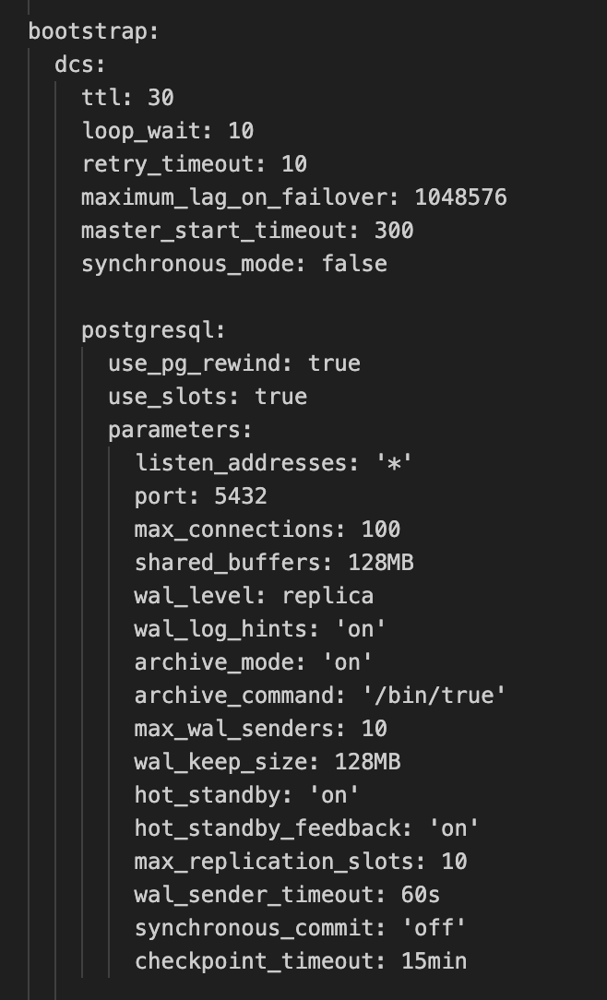 bootstrap:
  dcs:
    ttl: 30
    loop_wait: 10
    retry_timeout: 10
    maximum_lag_on_failover: 1048576
    master_start_timeout: 300
    synchronous_mode: false

    postgresql:
      use_pg_rewind: true
      use_slots: true
      parameters:
        listen_addresses: '*'
        port: 5432
        max_connections: 100
        shared_buffers: 128MB
        wal_level: replica
        wal_log_hints: 'on'
        archive_mode: 'on'
        archive_command: '/bin/true'
        max_wal_senders: 10
        wal_keep_size: 128MB
        hot_standby: 'on'
        hot_standby_feedback: 'on'
        max_replication_slots: 10
        wal_sender_timeout: 60s
        synchronous_commit: 'off'
        checkpoint_timeout: 15min